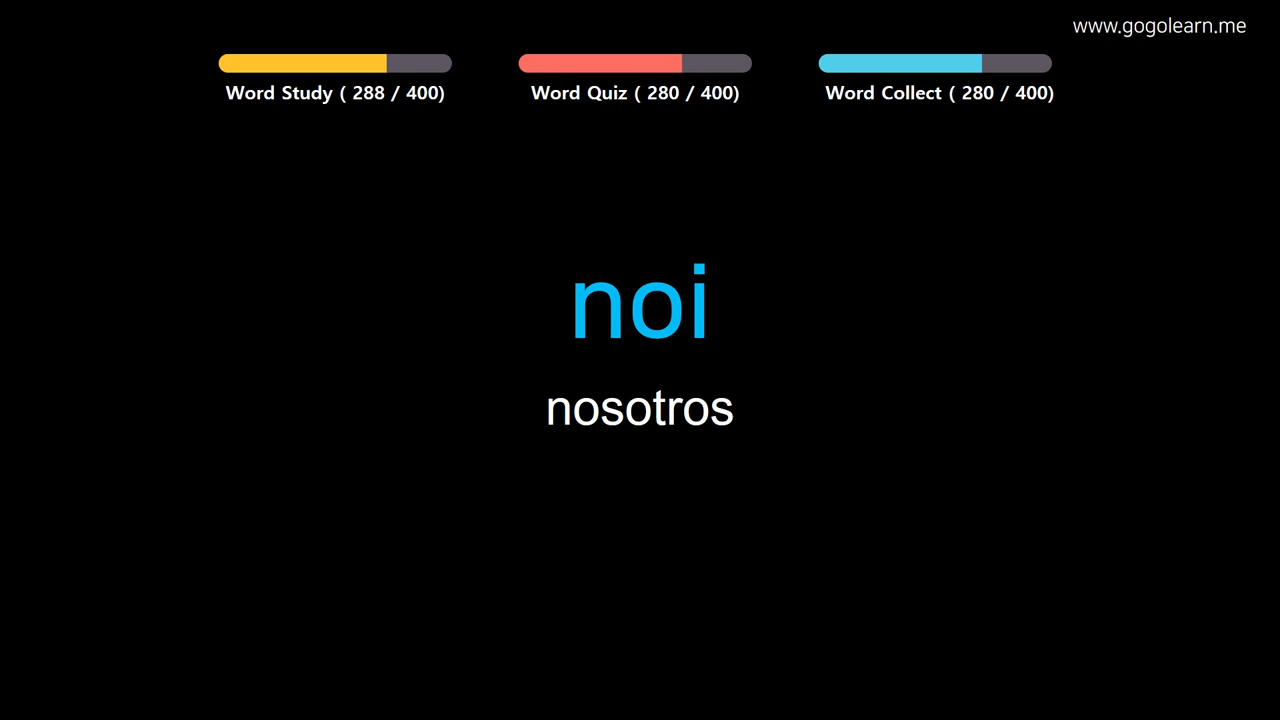 www.gogolearn.me
Word Study ( 288 / 400)
Word Quiz ( 280 / 400)
Word Collect ( 280 / 400)
noi
nosotros